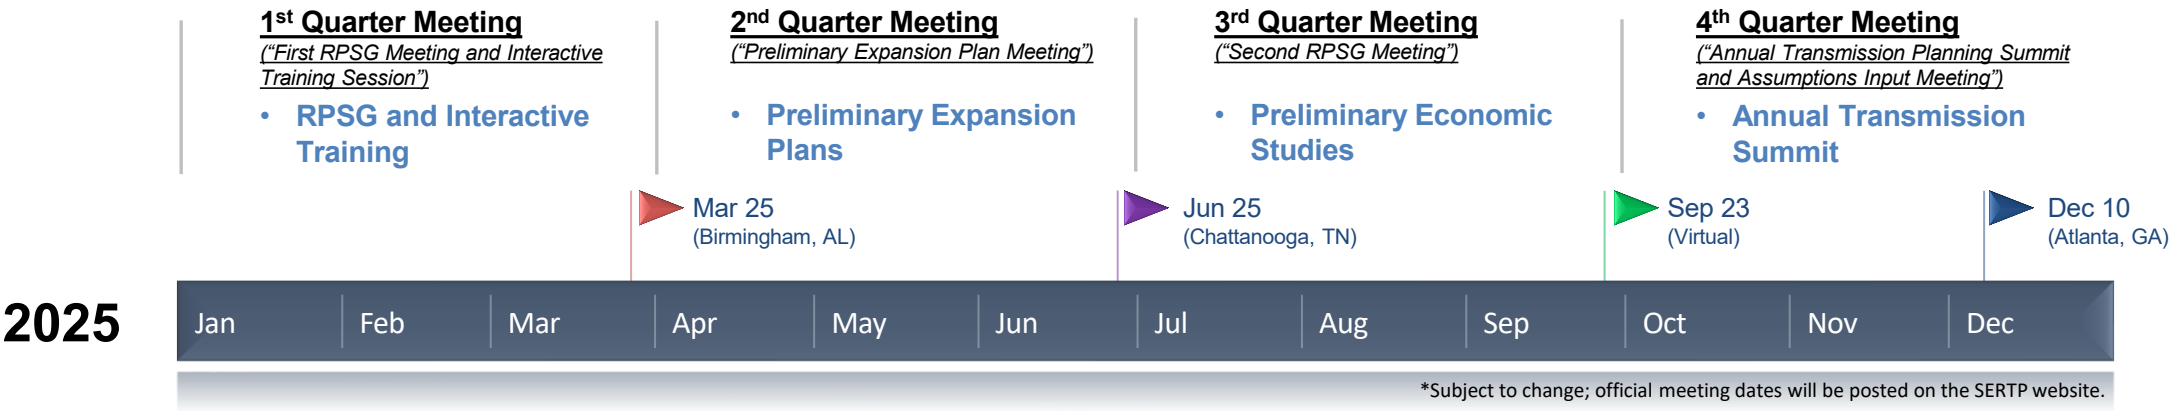 1st Quarter Meeting
(“First RPSG Meeting and Interactive
Training Session”)
• RPSG and Interactive
Training
2nd Quarter Meeting
(“Preliminary Expansion Plan Meeting”)
• Preliminary Expansion
Plans
3rd Quarter Meeting
(“Second RPSG Meeting”)
• Preliminary Economic
Studies
4th Quarter Meeting
(“Annual Transmission Planning Summit
and Assumptions Input Meeting”)
• Annual Transmission
Summit
Mar 25
(Birmingham, AL)
Jun 25
(Chattanooga, TN)
Sep 23
(Virtual)
Dec 10
(Atlanta, GA)
2025
Jan Feb Mar Apr May Jun Jul Aug Sep Oct Nov Dec
*Subject to change; official meeting dates will be posted on the SERTP website.